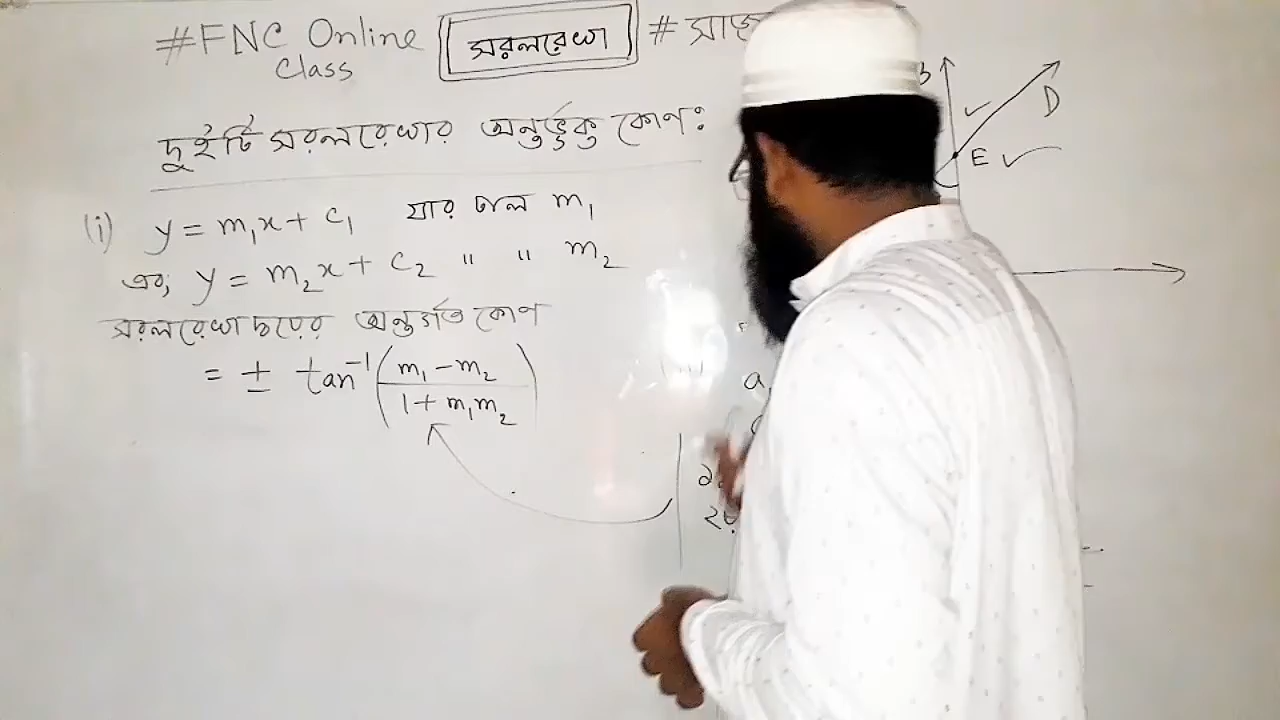 #FNC Online
Class
সরলরেখা
#
দুইটি সরলরেখার অন্তর্ভুক্ত কোণঃ
(i) y = m₁x + c₁ যার ঢাল m₁
এবং y = m₂x + c₂ " " m₂
সরলরেখাদ্বয়ের অন্তর্গত কোণ
= ± tan⁻¹(m₁ - m₂ / 1 + m₁m₂)
D
E
a